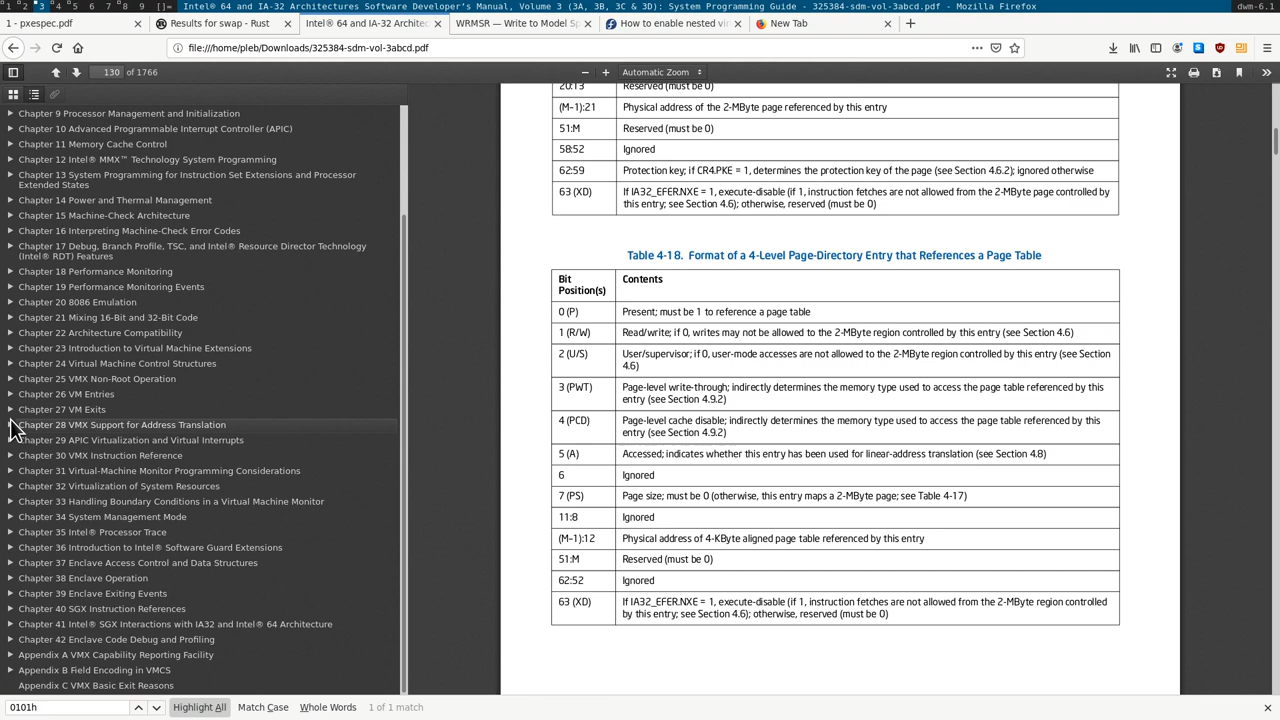 1 2 3 4 5 6 7 8 9 []= Intel® 64 and IA-32 Architectures Software Developer's Manual, Volume 3 (3A, 3B, 3C & 3D): System Programming Guide - 325384-sdm-vol-3abcd.pdf - Mozilla Firefox dwm-6.1
1 - pxespec.pdf
Results for swap - Rust
Intel® 64 and IA-32 Architec
WRMSR — Write to Model Sp
How to enable nested vi
New Tab
file:///home/pleb/Downloads/325384-sdm-vol-3abcd.pdf
130 of 1766
Automatic Zoom
Chapter 9 Processor Management and Initialization
Chapter 10 Advanced Programmable Interrupt Controller (APIC)
Chapter 11 Memory Cache Control
Chapter 12 Intel® MMX™ Technology System Programming
Chapter 13 System Programming for Instruction Set Extensions and Processor
Extended States
Chapter 14 Power and Thermal Management
Chapter 15 Machine-Check Architecture
Chapter 16 Interpreting Machine-Check Error Codes
Chapter 17 Debug, Branch Profile, TSC, and Intel® Resource Director Technology
(Intel® RDT) Features
Chapter 18 Performance Monitoring
Chapter 19 Performance Monitoring Events
Chapter 20 8086 Emulation
Chapter 21 Mixing 16-Bit and 32-Bit Code
Chapter 22 Architecture Compatibility
Chapter 23 Introduction to Virtual Machine Extensions
Chapter 24 Virtual Machine Control Structures
Chapter 25 VMX Non-Root Operation
Chapter 26 VM Entries
Chapter 27 VM Exits
Chapter 28 VMX Support for Address Translation
Chapter 29 APIC Virtualization and Virtual Interrupts
Chapter 30 VMX Instruction Reference
Chapter 31 Virtual-Machine Monitor Programming Considerations
Chapter 32 Virtualization of System Resources
Chapter 33 Handling Boundary Conditions in a Virtual Machine Monitor
Chapter 34 System Management Mode
Chapter 35 Intel® Processor Trace
Chapter 36 Introduction to Intel® Software Guard Extensions
Chapter 37 Enclave Access Control and Data Structures
Chapter 38 Enclave Operation
Chapter 39 Enclave Exiting Events
Chapter 40 SGX Instruction References
Chapter 41 Intel® SGX Interactions with IA32 and Intel® 64 Architecture
Chapter 42 Enclave Code Debug and Profiling
Appendix A VMX Capability Reporting Facility
Appendix B Field Encoding in VMCS
Appendix C VMX Basic Exit Reasons
20:13 Reserved (must be 0)
(M–1):21 Physical address of the 2-MByte page referenced by this entry
51:M Reserved (must be 0)
58:52 Ignored
62:59 Protection key; if CR4.PKE = 1, determines the protection key of the page (see Section 4.6.2); ignored otherwise
63 (XD) If IA32_EFER.NXE = 1, execute-disable (if 1, instruction fetches are not allowed from the 2-MByte page controlled by
this entry; see Section 4.6); otherwise, reserved (must be 0)
Table 4-18. Format of a 4-Level Page-Directory Entry that References a Page Table
Bit Contents
Position(s)
0 (P) Present; must be 1 to reference a page table
1 (R/W) Read/write; if 0, writes may not be allowed to the 2-MByte region controlled by this entry (see Section 4.6)
2 (U/S) User/supervisor; if 0, user-mode accesses are not allowed to the 2-MByte region controlled by this entry (see Section
4.6)
3 (PWT) Page-level write-through; indirectly determines the memory type used to access the page table referenced by this
entry (see Section 4.9.2)
4 (PCD) Page-level cache disable; indirectly determines the memory type used to access the page table referenced by this
entry (see Section 4.9.2)
5 (A) Accessed; indicates whether this entry has been used for linear-address translation (see Section 4.8)
6 Ignored
7 (PS) Page size; must be 0 (otherwise, this entry maps a 2-MByte page; see Table 4-17)
11:8 Ignored
(M–1):12 Physical address of 4-KByte aligned page table referenced by this entry
51:M Reserved (must be 0)
62:52 Ignored
63 (XD) If IA32_EFER.NXE = 1, execute-disable (if 1, instruction fetches are not allowed from the 2-MByte region controlled
by this entry; see Section 4.6); otherwise, reserved (must be 0)
0101h
Highlight All
Match Case
Whole Words
1 of 1 match